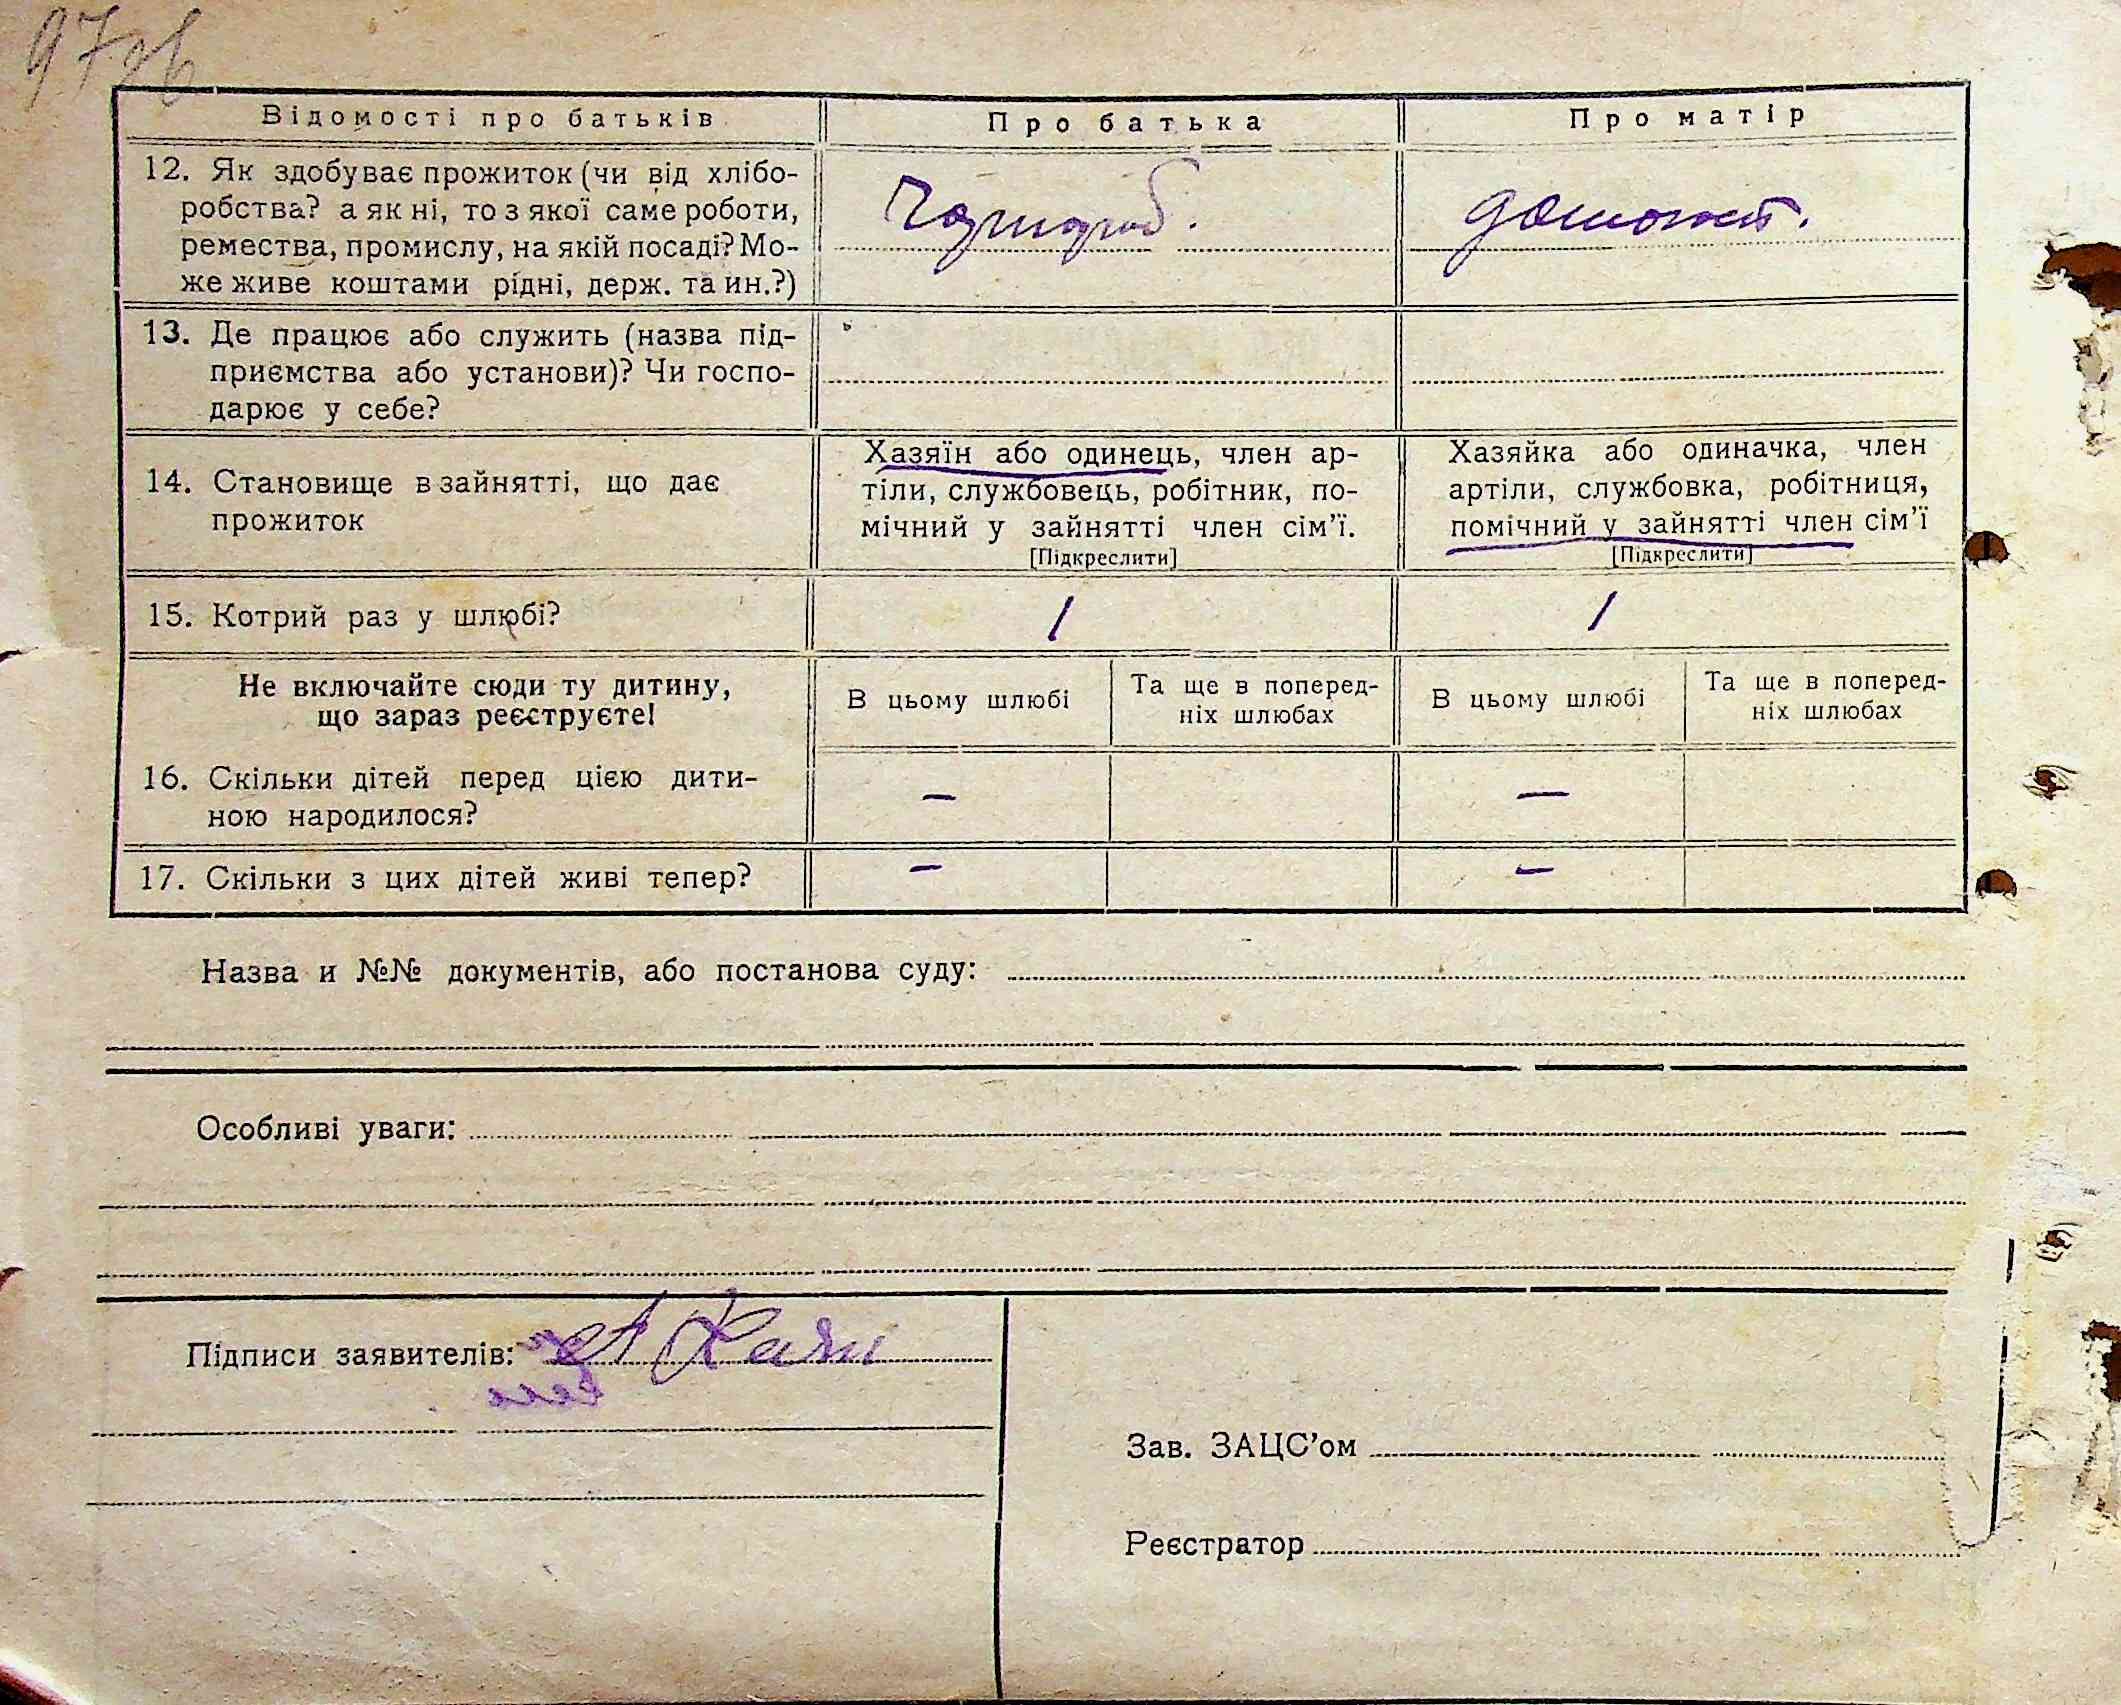 Відомості про батьків
Про батька
Про матір
12. Як здобуває прожиток (чи від хлібо-
робства? а як ні, то з якої саме роботи,
ремества, промислу, на якій посаді? Мо-
же живе коштами рідні, держ. та ин.?)
Чорнороб.
домохоз.
13. Де працює або служить (назва під-
приємства або установи)? Чи госпо-
дарює у себе?
14. Становище в зайнятті, що дає
прожиток
Хазяїн або одинець, член ар-
тіли, службовець, робітник, по-
мічний у зайнятті член сім’ї.
[Підкреслити]
Хазяйка або одиначка, член
артіли, службовка, робітниця,
помічний у зайнятті член сім’ї
[Підкреслити]
15. Котрий раз у шлюбі?
1
1
Не включайте сюди ту дитину,
що зараз реєструєте!
В цьому шлюбі
Та ще в поперед-
ніх шлюбах
В цьому шлюбі
Та ще в поперед-
ніх шлюбах
16. Скільки дітей перед цією дити-
ною народилося?
—
—
17. Скільки з цих дітей живі тепер?
—
—
Назва и №№ документів, або постанова суду:
Особливі уваги:
Підписи заявителів:
Зав. ЗАЦС’ом
Реєстратор